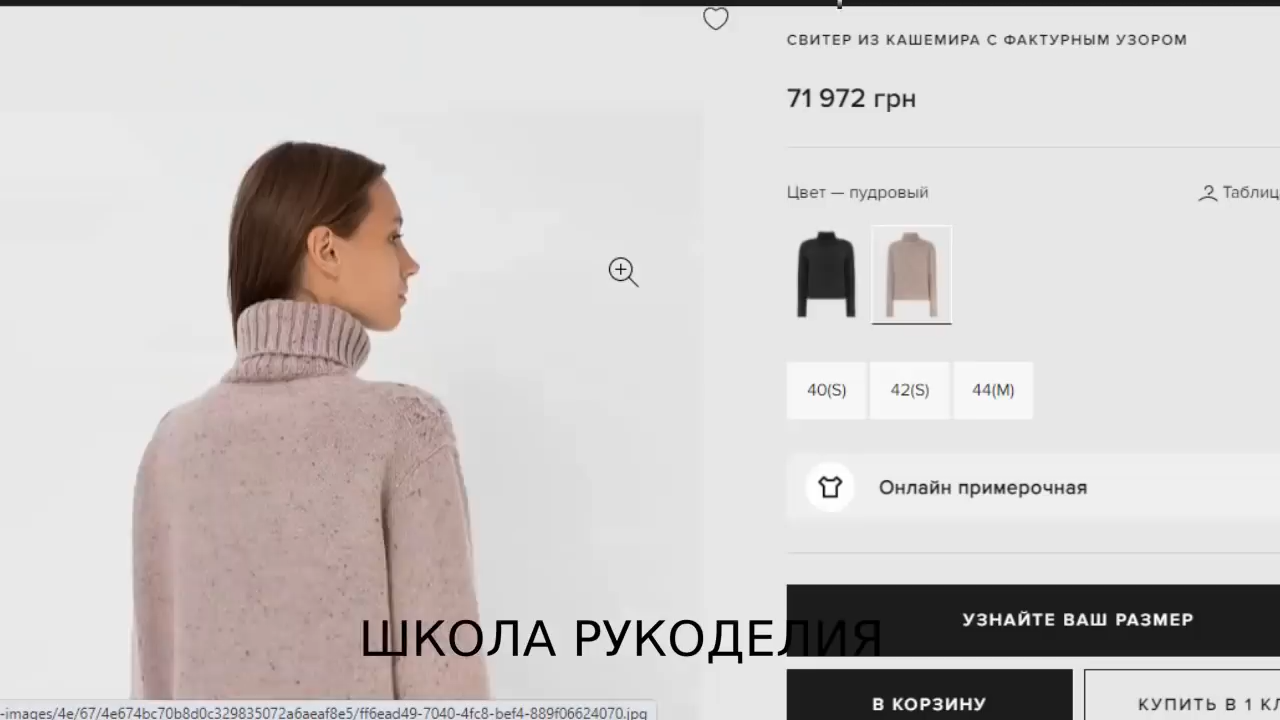 СВИТЕР ИЗ КАШЕМИРА С ФАКТУРНЫМ УЗОРОМ
71 972 грн
Цвет — пудровый
Таблиц
40(S) 42(S) 44(M)
Онлайн примерочная
УЗНАЙТЕ ВАШ РАЗМЕР
ШКОЛА РУКОДЕЛИЯ
В КОРЗИНУ
КУПИТЬ В 1 КЛ
-images/4e/67/4e674bc70b8d0c329835072a6aeaf8e5/ff6ead49-7040-4fc8-bef4-889f06624070.jpg